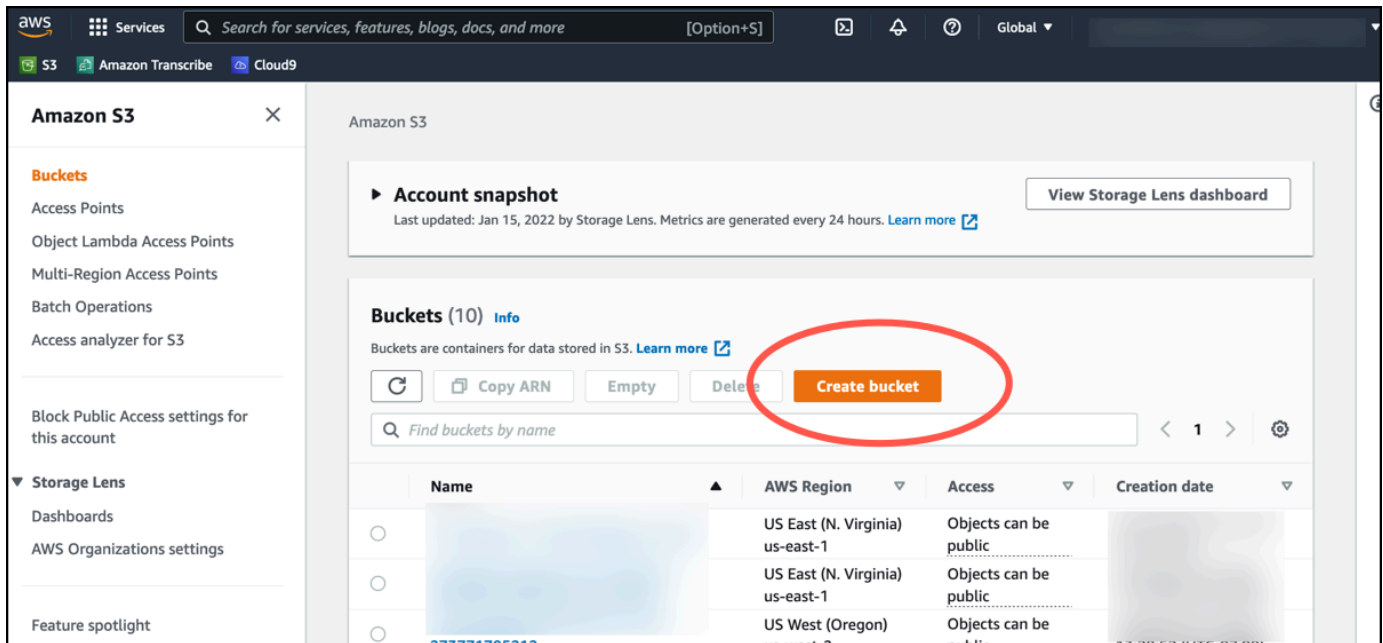 aws
Services
Search for services, features, blogs, docs, and more
[Option+S]
Global
S3
Amazon Transcribe
Cloud9
Amazon S3
Buckets
Access Points
Object Lambda Access Points
Multi-Region Access Points
Batch Operations
Access analyzer for S3
Block Public Access settings for
this account
Storage Lens
Dashboards
AWS Organizations settings
Feature spotlight
Amazon S3
Account snapshot
Last updated: Jan 15, 2022 by Storage Lens. Metrics are generated every 24 hours. Learn more
View Storage Lens dashboard
Buckets (10) Info
Buckets are containers for data stored in S3. Learn more
Copy ARN
Empty
Delete
Create bucket
Find buckets by name
1
Name
AWS Region
Access
Creation date
US East (N. Virginia)
us-east-1
Objects can be
public
US East (N. Virginia)
us-east-1
Objects can be
public
US West (Oregon)
Objects can be